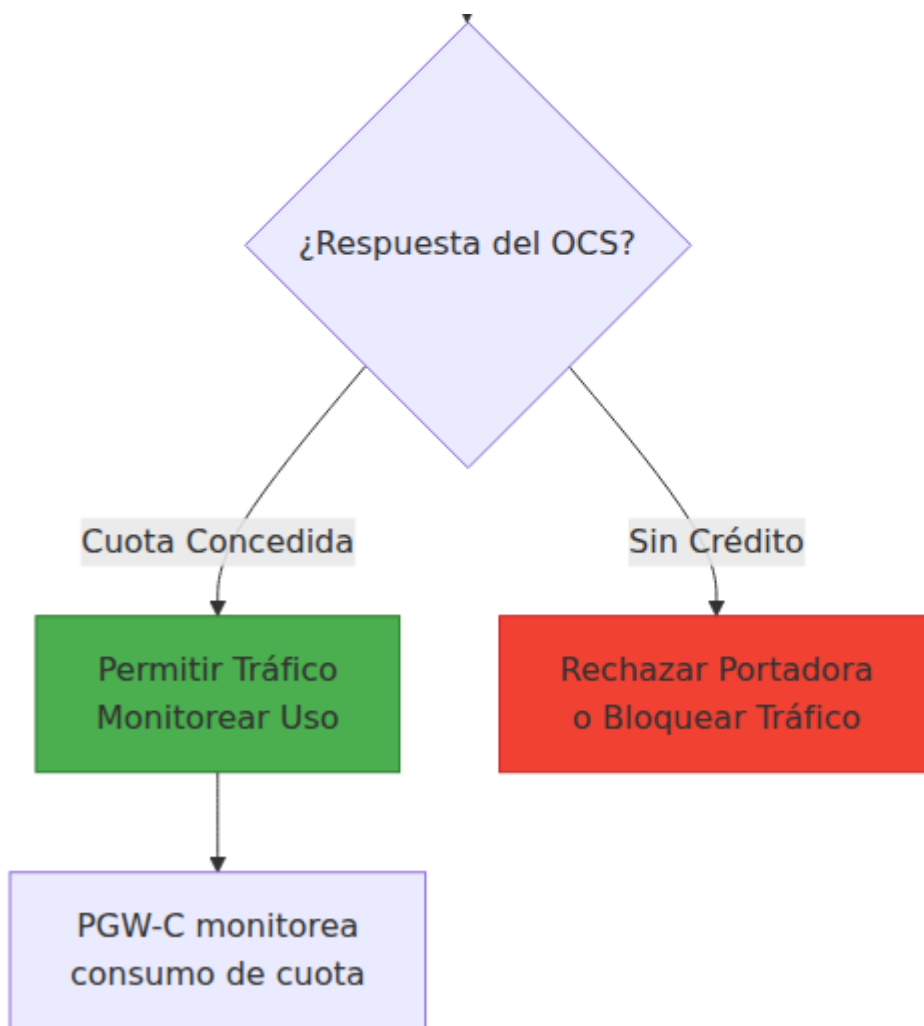 ¿Respuesta del OCS?
Cuota Concedida
Sin Crédito
Permitir Tráfico
Monitorear Uso
Rechazar Portadora
o Bloquear Tráfico
PGW-C monitorea
consumo de cuota